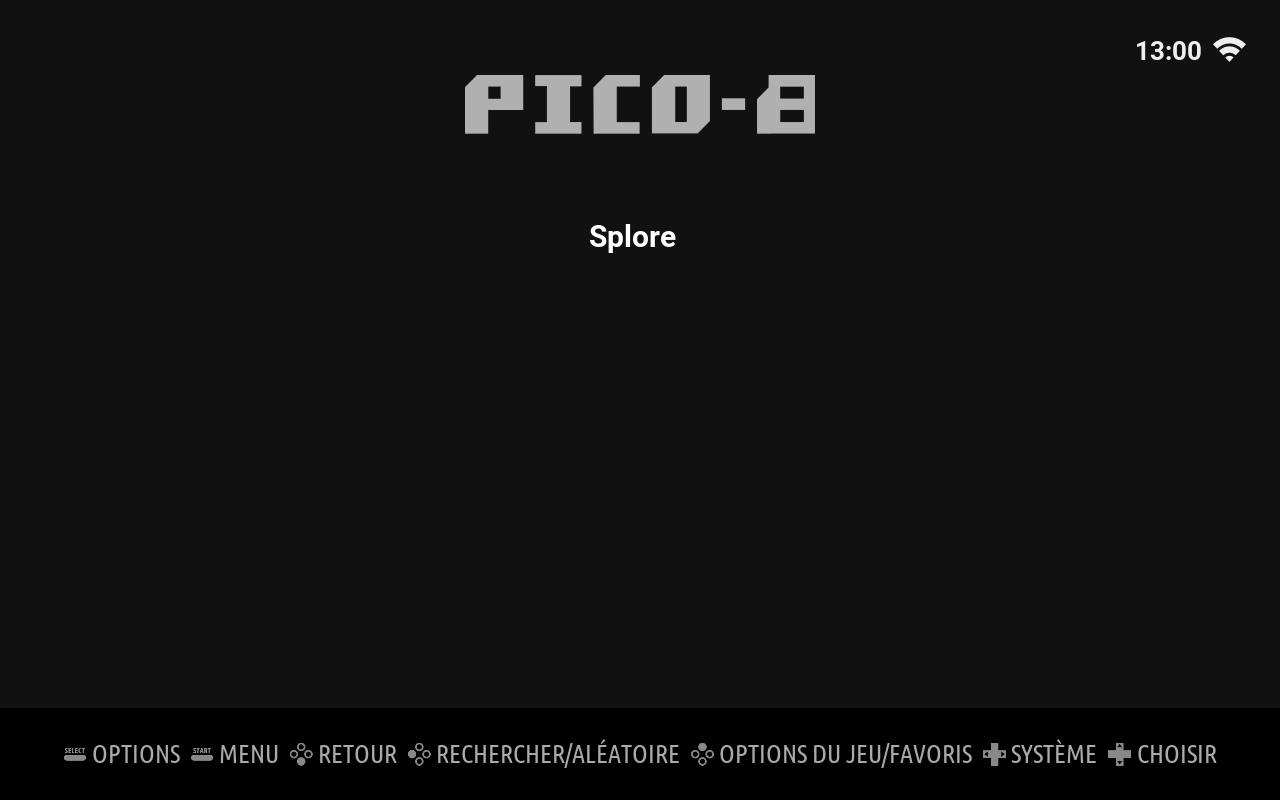 13:00
PICO-8
Splore
SELECT OPTIONS START MENU RETOUR RECHERCHER/ALÉATOIRE OPTIONS DU JEU/FAVORIS SYSTÈME CHOISIR